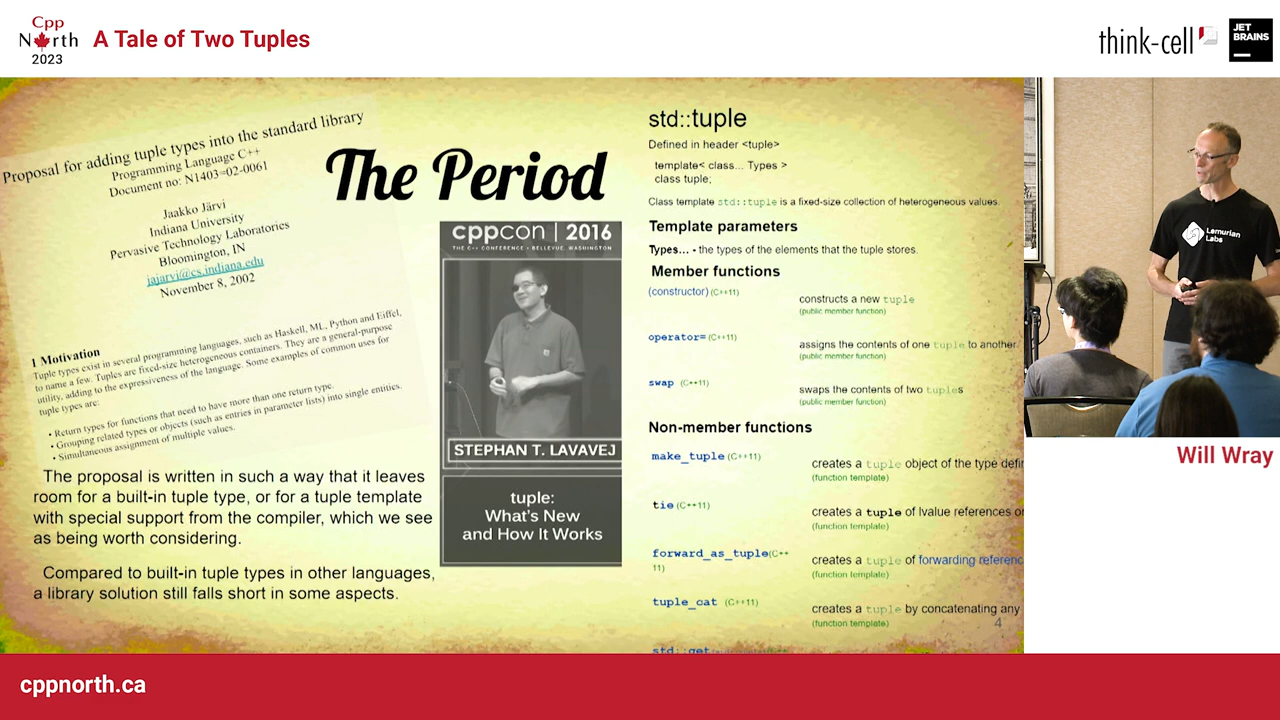 Cpp
North
2023
A Tale of Two Tuples
think-cell
JET
BRAINS
Proposal for adding tuple types into the standard library
Programming Language C++
Document no: N1403=02-0061
Jaakko Järvi
Indiana University
Pervasive Technology Laboratories
Bloomington, IN
jajarvi@cs.indiana.edu
November 8, 2002
1 Motivation
Tuple types exist in several programming languages, such as Haskell, ML, Python and Eiffel,
to name a few. Tuples are fixed-size heterogeneous containers. They are a general-purpose
utility, adding to the expressiveness of the language. Some examples of common uses for
tuple types are:
• Return types for functions that need to have more than one return type.
• Grouping related types or objects (such as entries in parameter lists) into single entities.
• Simultaneous assignment of multiple values.
The proposal is written in such a way that it leaves
room for a built-in tuple type, or for a tuple template
with special support from the compiler, which we see
as being worth considering.
Compared to built-in tuple types in other languages,
a library solution still falls short in some aspects.
The Period
cppcon | 2016
THE C++ CONFERENCE • BELLEVUE, WASHINGTON
STEPHAN T. LAVAVEJ
tuple:
What's New
and How It Works
std::tuple
Defined in header <tuple>
template< class... Types >
class tuple;
Class template std::tuple is a fixed-size collection of heterogeneous values.
Template parameters
Types... - the types of the elements that the tuple stores.
Member functions
(constructor) (C++11)
constructs a new tuple
(public member function)
operator= (C++11)
assigns the contents of one tuple to another
(public member function)
swap (C++11)
swaps the contents of two tuples
(public member function)
Non-member functions
make_tuple (C++11)
creates a tuple object of the type defin
(function template)
tie (C++11)
creates a tuple of lvalue references or
(function template)
forward_as_tuple(C++
11)
creates a tuple of forwarding referenc
(function template)
tuple_cat (C++11)
creates a tuple by concatenating any
(function template)
4
std::get
Lemurian
Labs
Will Wray
cppnorth.ca